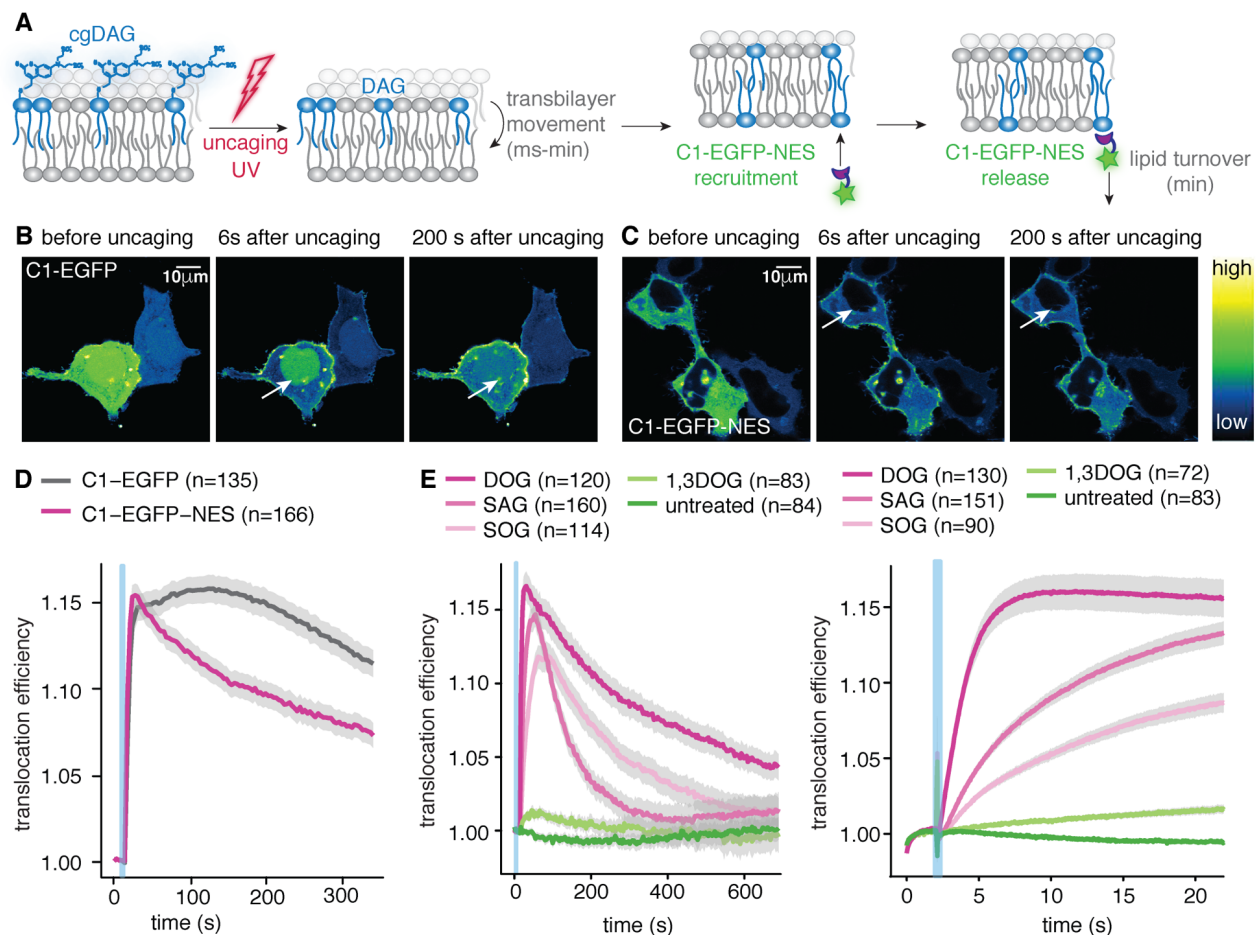 A
cgDAG
uncaging
UV
DAG
transbilayer
movement
(ms-min)
C1-EGFP-NES
recruitment
C1-EGFP-NES
release
lipid turnover
(min)
B before uncaging 6s after uncaging 200 s after uncaging
C1-EGFP
10μm
C before uncaging 6s after uncaging 200 s after uncaging
10μm
C1-EGFP-NES
high
low
D
C1–EGFP (n=135)
C1–EGFP–NES (n=166)
translocation efficiency
1.15
1.10
1.05
1.00
0 100 200 300
time (s)
E
DOG (n=120)
SAG (n=160)
SOG (n=114)
1,3DOG (n=83)
untreated (n=84)
translocation efficiency
1.15
1.10
1.05
1.00
0 200 400 600
time (s)
DOG (n=130)
SAG (n=151)
SOG (n=90)
1,3DOG (n=72)
untreated (n=83)
translocation efficiency
1.15
1.10
1.05
1.00
0 5 10 15 20
time (s)